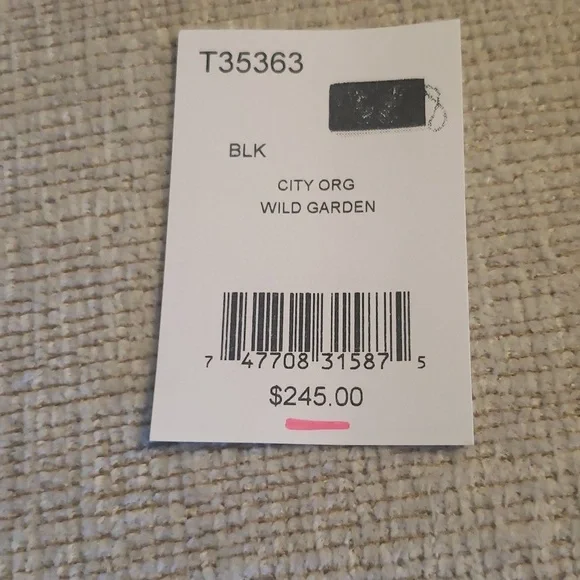 T35363
BLK
CITY ORG
WILD GARDEN
7 47708 31587 5
$245.00